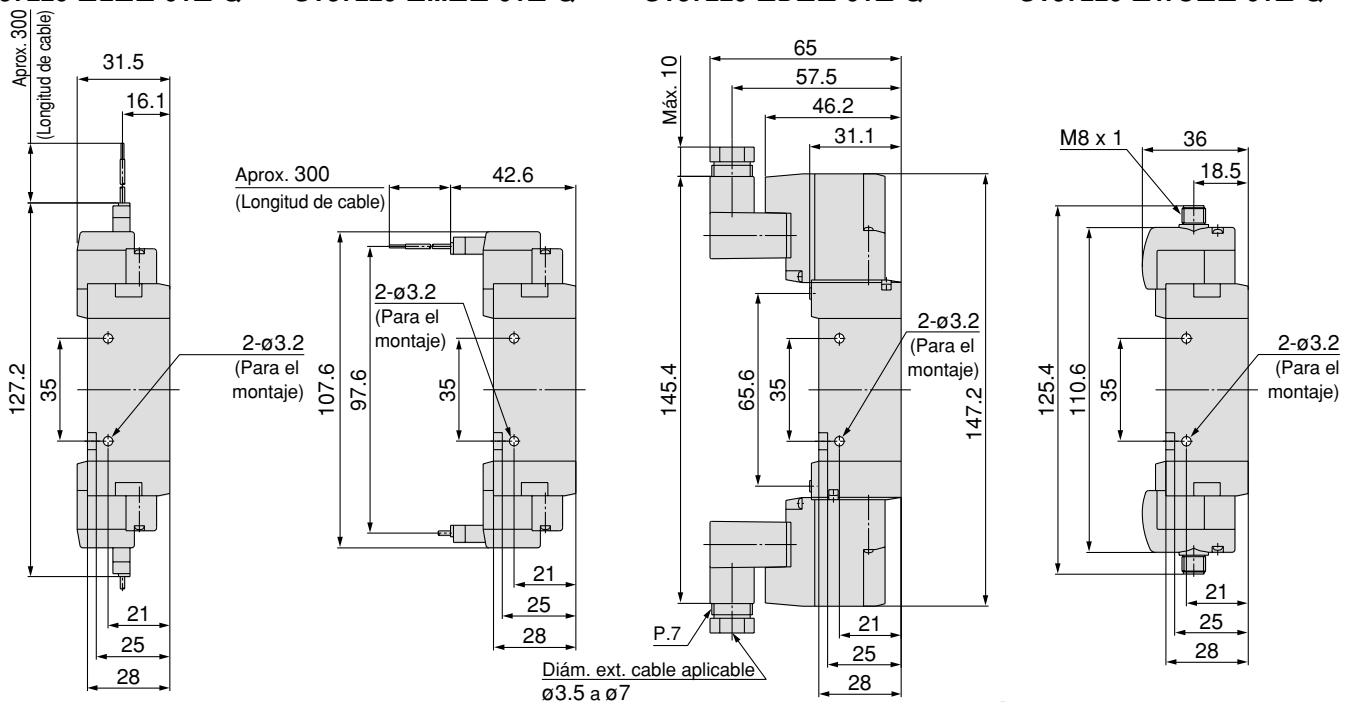 Aprox. 300
(Longitud de cable)
31.5
16.1
127.2
35
2-ø3.2
(Para el
montaje)
21
25
28
Aprox. 300
(Longitud de cable)
42.6
2-ø3.2
(Para el
montaje)
107.6
97.6
35
21
25
28
65
57.5
46.2
31.1
Máx. 10
145.4
65.6
35
2-ø3.2
(Para el
montaje)
147.2
P.7
21
25
28
Diám. ext. cable aplicable
ø3.5 a ø7
M8 x 1
36
18.5
125.4
110.6
35
2-ø3.2
(Para el
montaje)
21
25
28